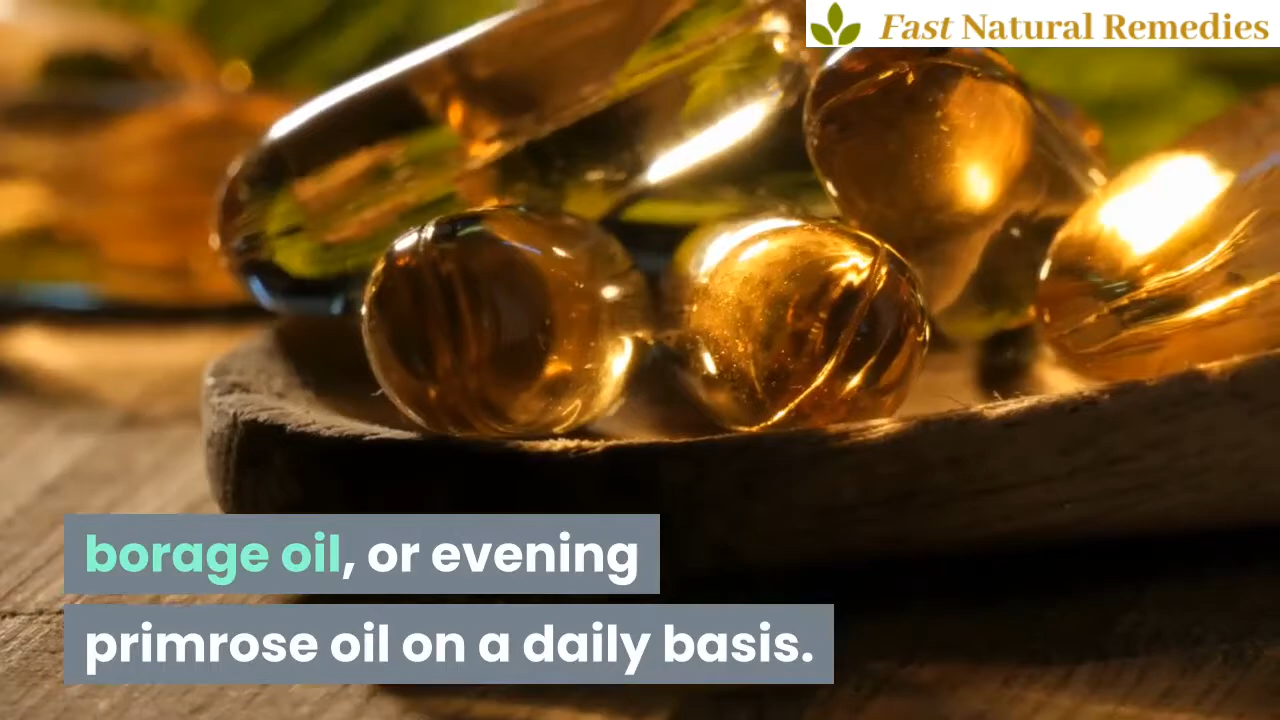 Fast Natural Remedies
borage oil, or evening
primrose oil on a daily basis.